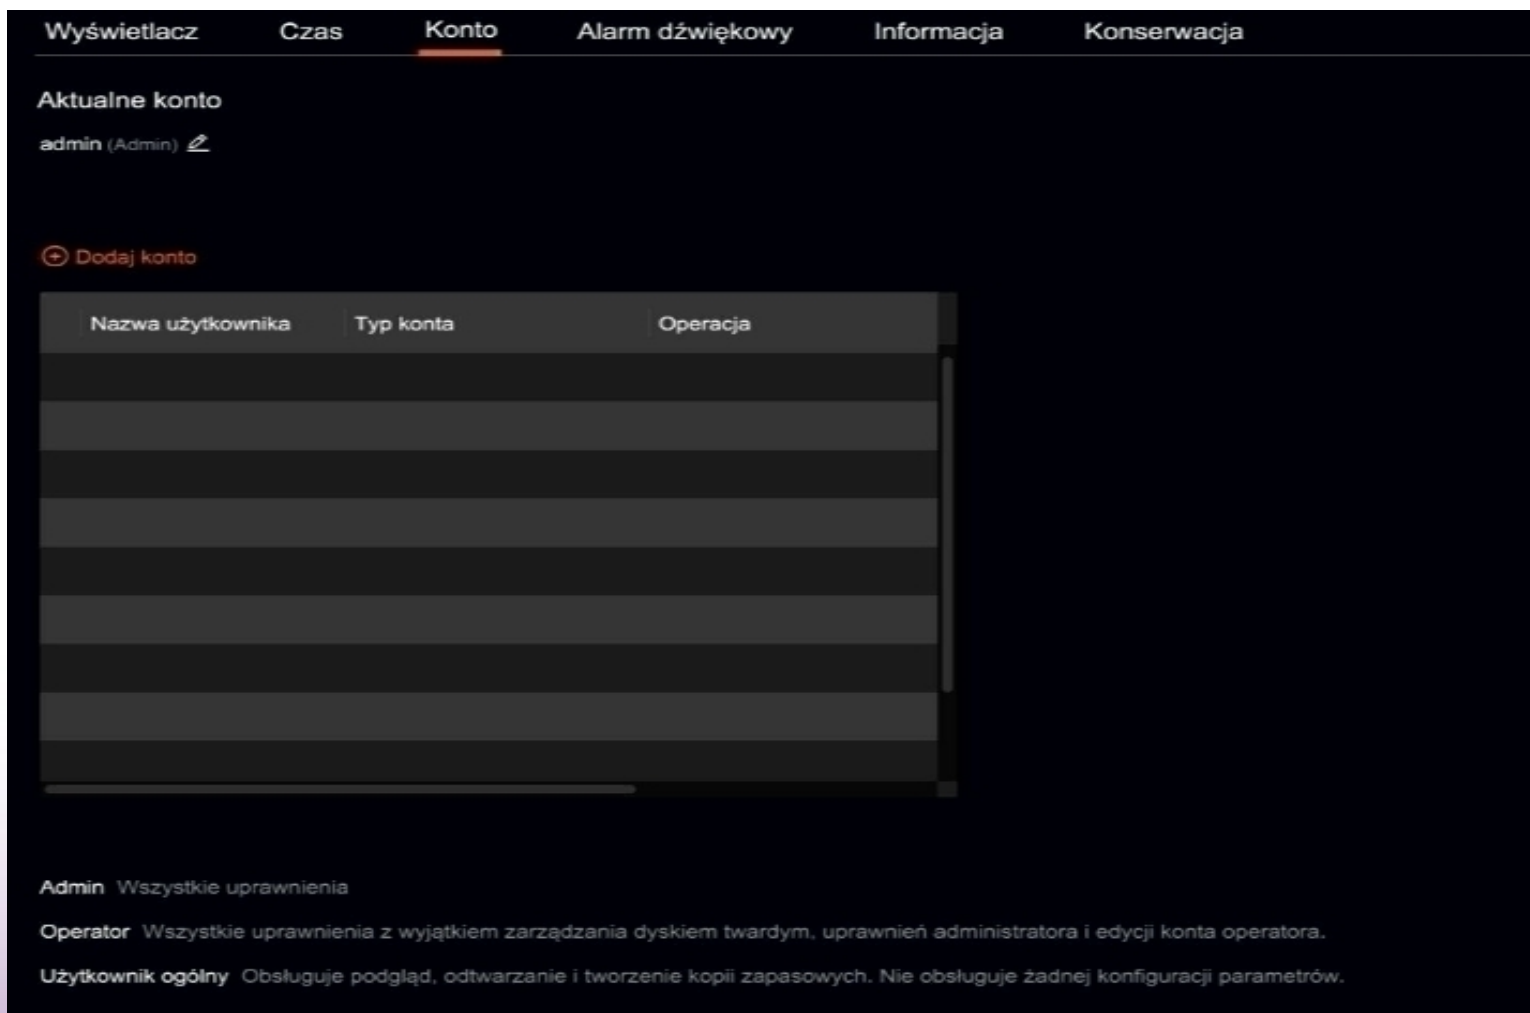 Wyświetlacz Czas Konto Alarm dźwiękowy Informacja Konserwacja
Aktualne konto
admin (Admin)
Dodaj konto
Nazwa użytkownika Typ konta Operacja
Admin Wszystkie uprawnienia
Operator Wszystkie uprawnienia z wyjątkiem zarządzania dyskiem twardym, uprawnień administratora i edycji konta operatora.
Użytkownik ogólny Obsługuje podgląd, odtwarzanie i tworzenie kopii zapasowych. Nie obsługuje żadnej konfiguracji parametrów.